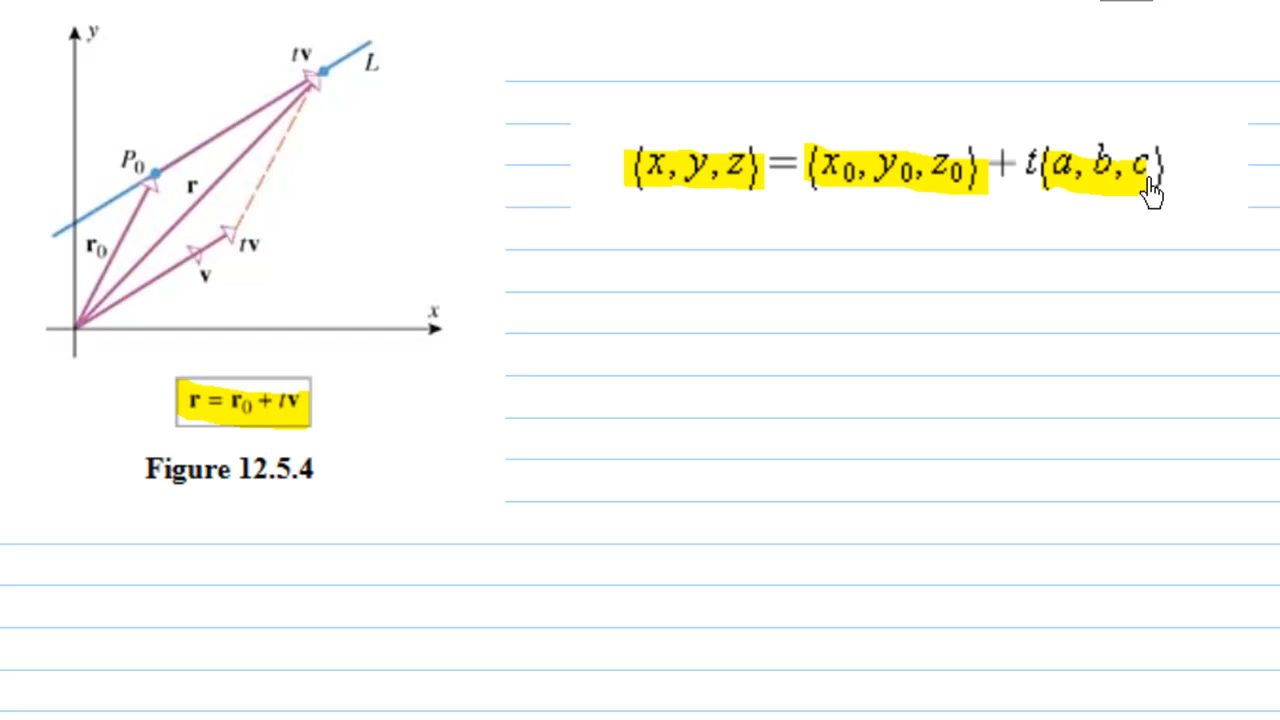 y
tv
L
P₀
r
r₀
tv
v
x
r = r₀ + tv
Figure 12.5.4
(x, y, z) = (x₀, y₀, z₀) + t(a, b, c)